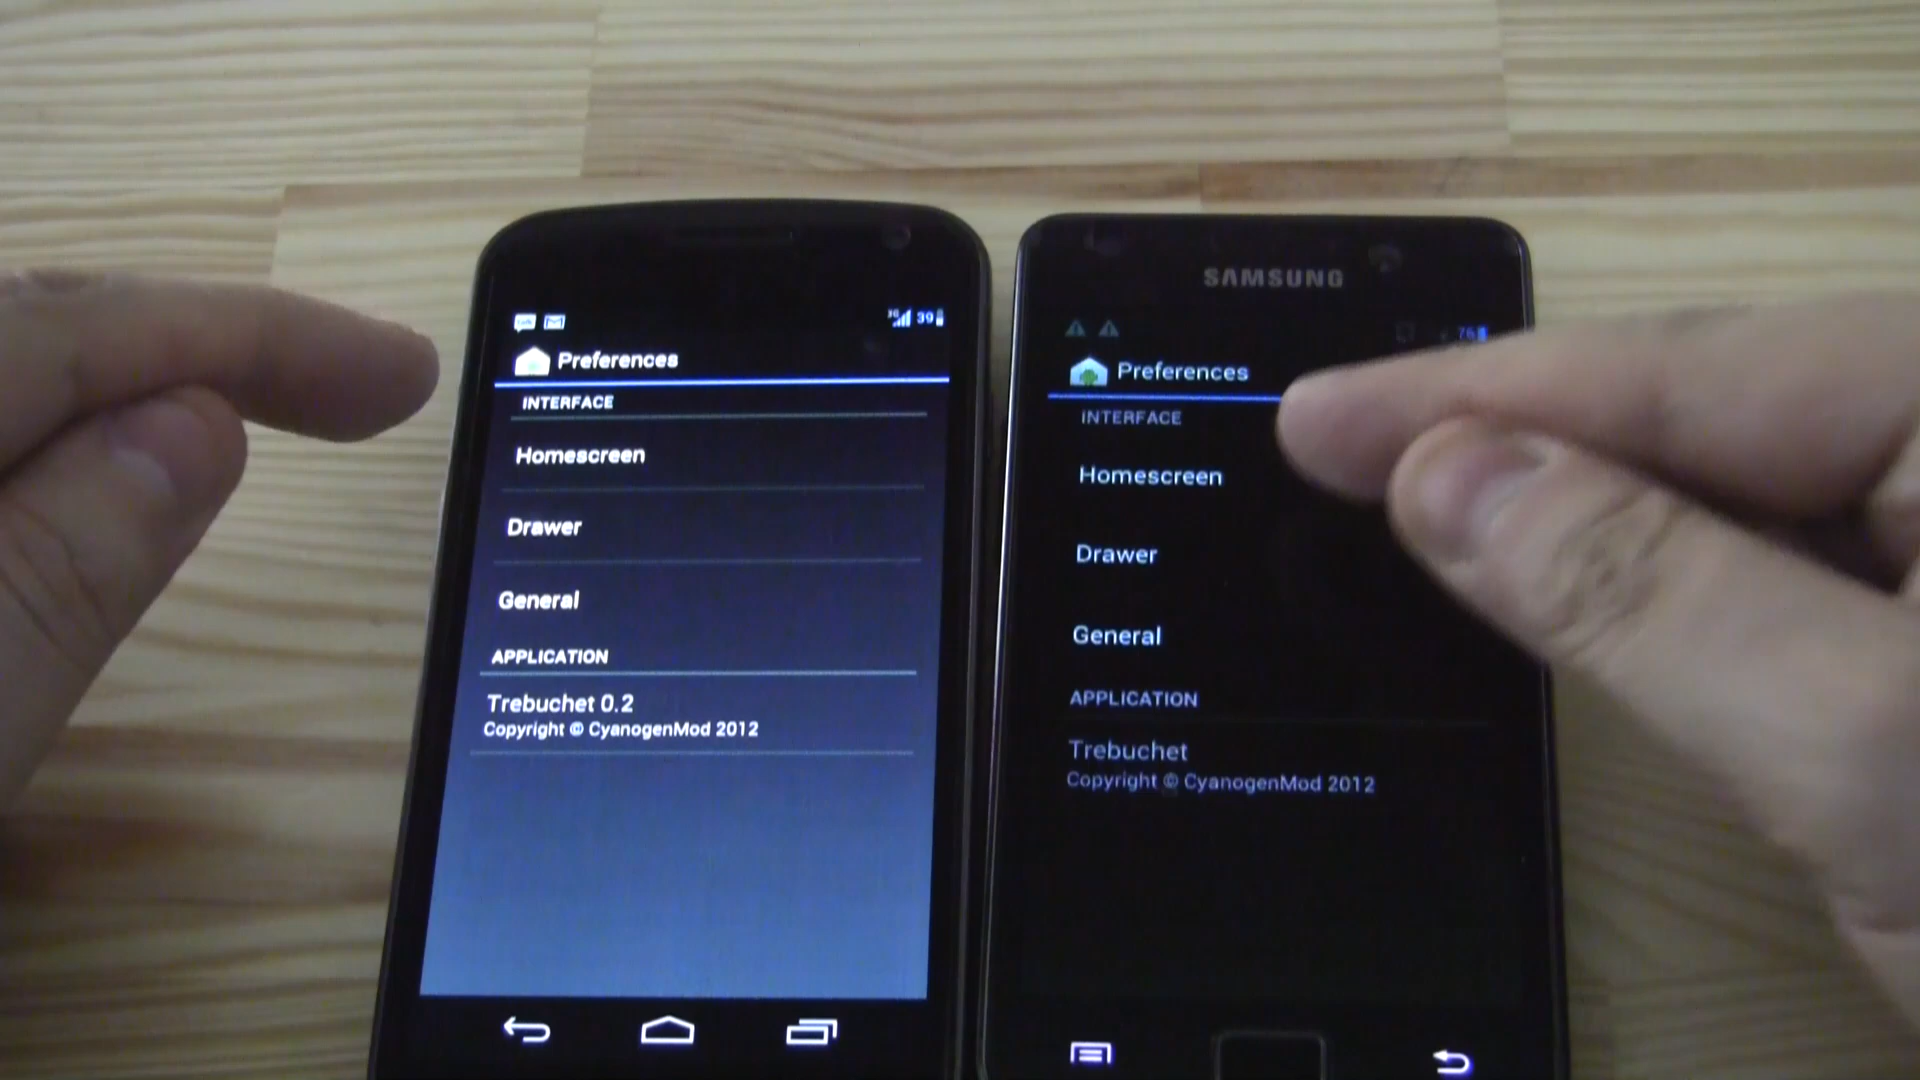 39
Preferences
INTERFACE
Homescreen
Drawer
General
APPLICATION
Trebuchet 0.2
Copyright © CyanogenMod 2012
SAMSUNG
76
Preferences
INTERFACE
Homescreen
Drawer
General
APPLICATION
Trebuchet
Copyright © CyanogenMod 2012